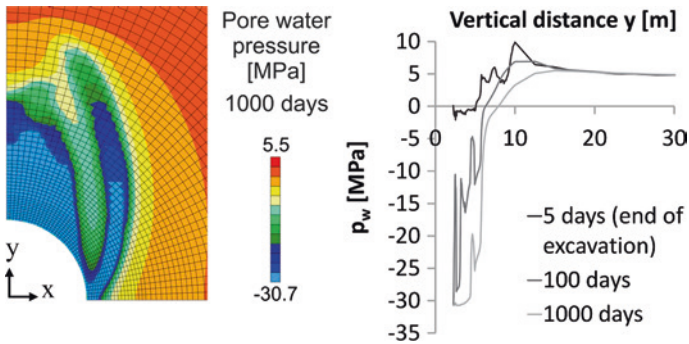 Pore water
pressure
[MPa]
1000 days
5.5
-30.7
y
x
Vertical distance y [m]
10
5
0
-5
-10
-15
-20
-25
-30
-35
0
10
20
30
p_w [MPa]
5 days (end of
excavation)
100 days
1000 days